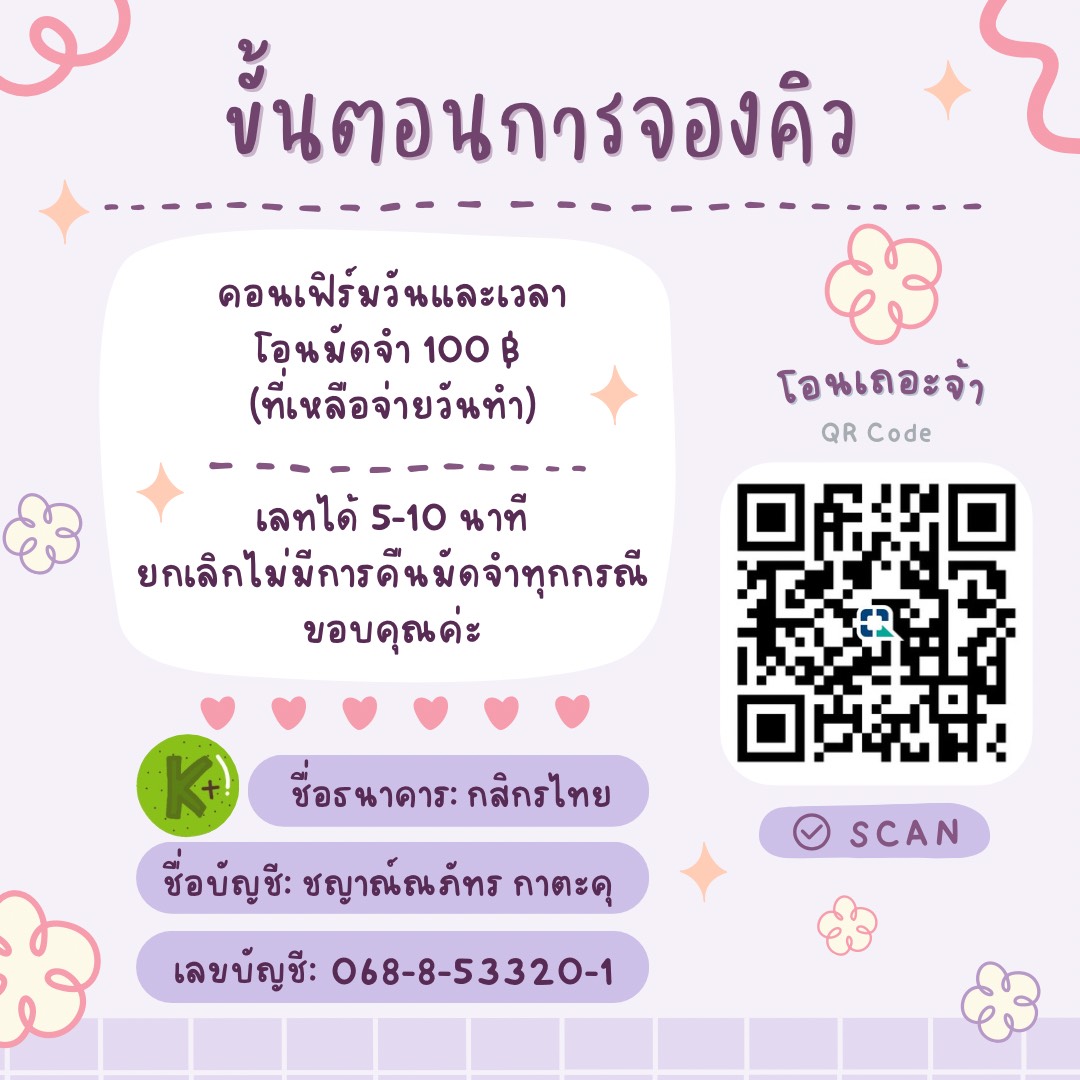 ขั้นตอนการจองคิว
คอนเฟิร์มวันและเวลา
โอนมัดจำ 100 ฿
(ที่เหลือจ่ายวันทำ)
เลทได้ 5-10 นาที
ยกเลิกไม่มีการคืนมัดจำทุกกรณี
ขอบคุณค่ะ
โอนเถอะจ้า
QR Code
SCAN
K+
ชื่อธนาคาร: กสิกรไทย
ชื่อบัญชี: ชญาณ์ณภัทร กาตะคุ
เลขบัญชี: 068-8-53320-1